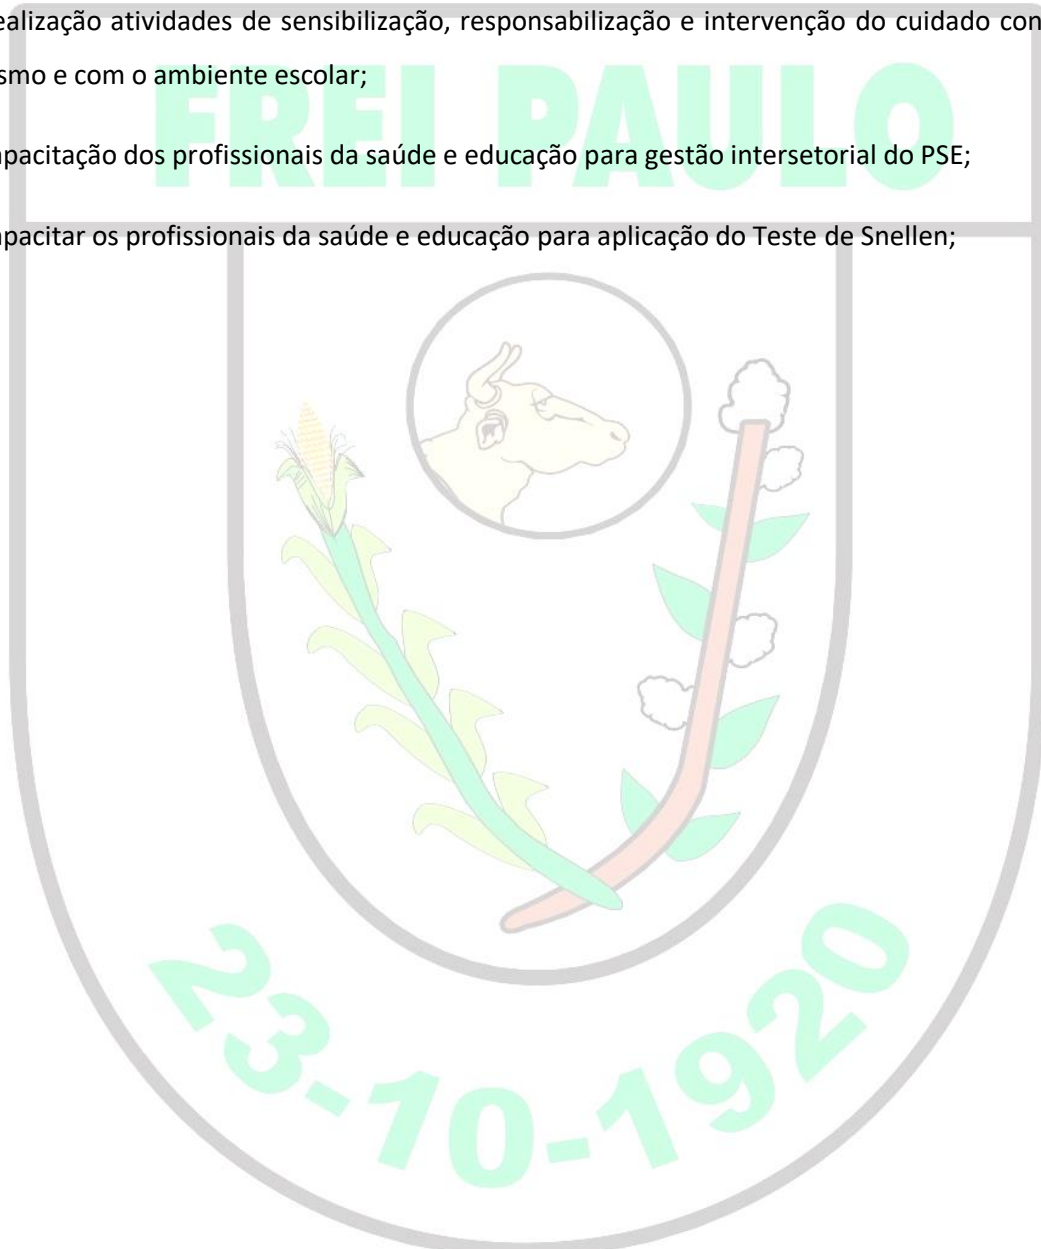 ealização atividades de sensibilização, responsabilização e intervenção do cuidado con
smo e com o ambiente escolar;
FREI PAULO
pacitação dos profissionais da saúde e educação para gestão intersetorial do PSE;
pacitar os profissionais da saúde e educação para aplicação do Teste de Snellen;
23-10-1920